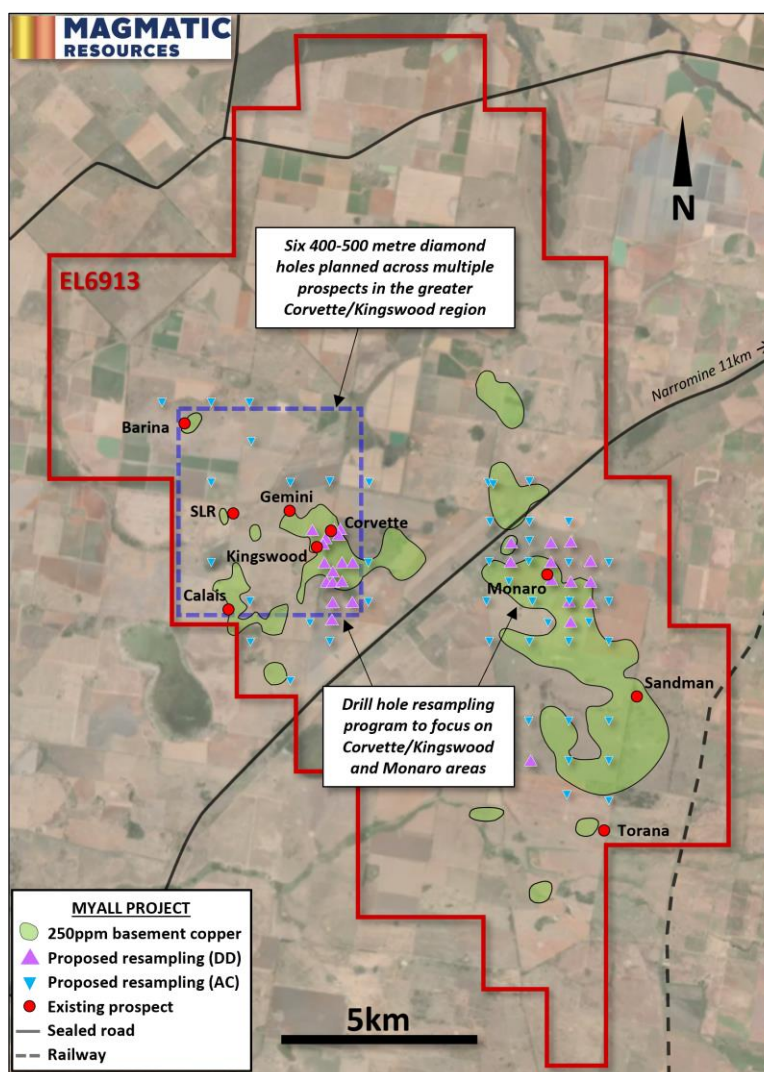 MAGMATIC
RESOURCES
N
Six 400-500 metre diamond
holes planned across multiple
prospects in the greater
Corvette/Kingswood region
EL6913
Narromine 11km
Barina
SLR
Gemini
Corvette
Kingswood
Calais
Monaro
Sandman
Drill hole resampling
program to focus on
Corvette/Kingswood
and Monaro areas
Torana
MYALL PROJECT
250ppm basement copper
Proposed resampling (DD)
Proposed resampling (AC)
Existing prospect
Sealed road
Railway
5km